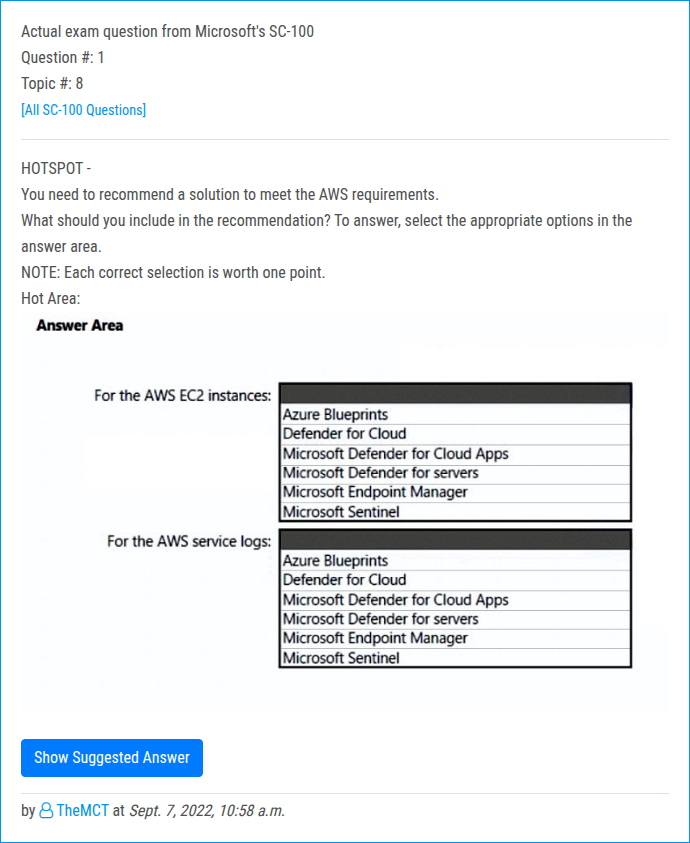 Actual exam question from Microsoft's SC-100
Question #: 1
Topic #: 8
[All SC-100 Questions]
HOTSPOT -
You need to recommend a solution to meet the AWS requirements.
What should you include in the recommendation? To answer, select the appropriate options in the
answer area.
NOTE: Each correct selection is worth one point.
Hot Area:
Answer Area
For the AWS EC2 instances:
Azure Blueprints
Defender for Cloud
Microsoft Defender for Cloud Apps
Microsoft Defender for servers
Microsoft Endpoint Manager
Microsoft Sentinel
For the AWS service logs:
Azure Blueprints
Defender for Cloud
Microsoft Defender for Cloud Apps
Microsoft Defender for servers
Microsoft Endpoint Manager
Microsoft Sentinel
Show Suggested Answer
by TheMCT at Sept. 7, 2022, 10:58 a.m.